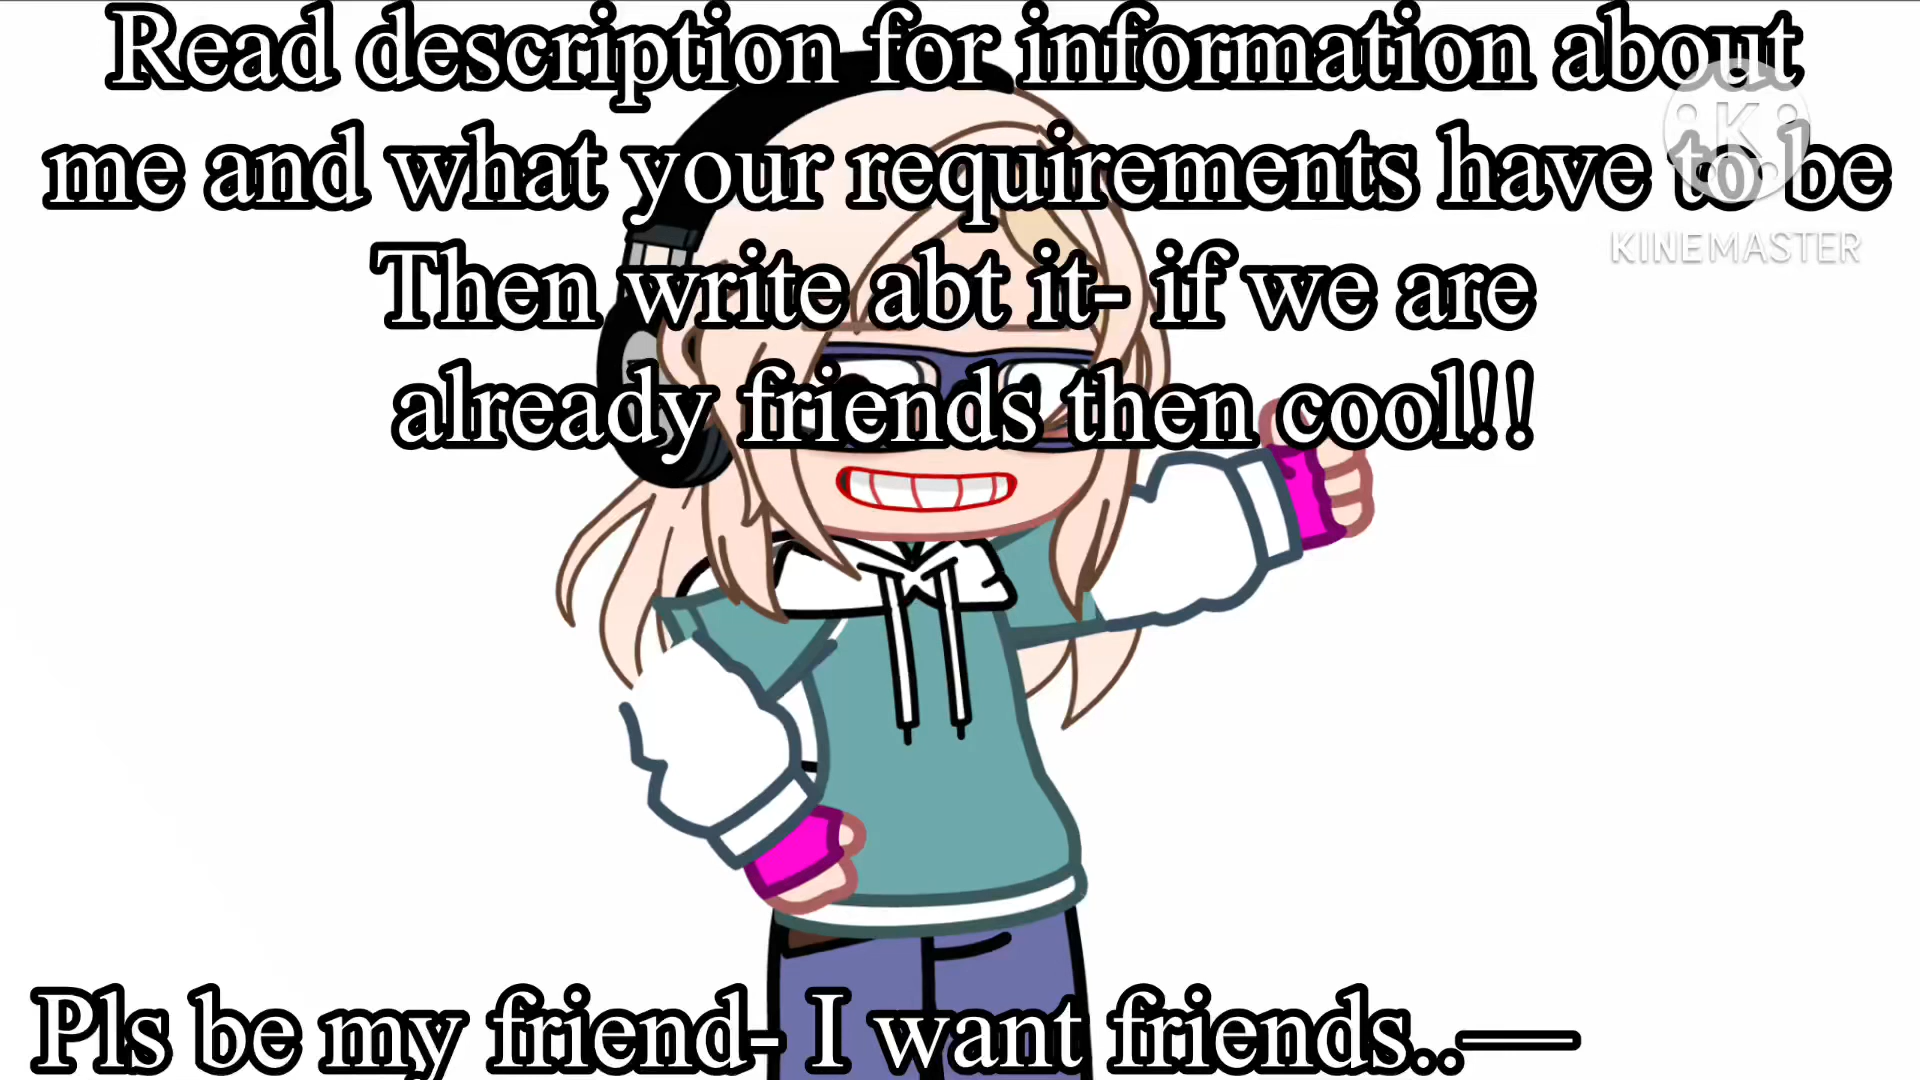 Read description for information about
me and what your requirements have to be
Then write abt it- if we are
already friends then cool!!
K
KINEMASTER
Pls be my friend- I want friends..—